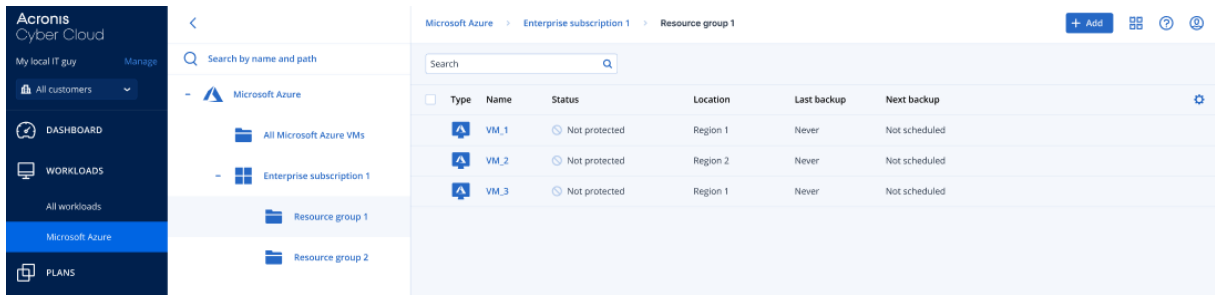 Acronis
Cyber Cloud
My local IT guy Manage
All customers
DASHBOARD
WORKLOADS
All workloads
Microsoft Azure
PLANS
Search by name and path
Microsoft Azure
All Microsoft Azure VMs
Enterprise subscription 1
Resource group 1
Resource group 2
Microsoft Azure > Enterprise subscription 1 > Resource group 1
+ Add
Search
Type Name Status Location Last backup Next backup
VM_1 Not protected Region 1 Never Not scheduled
VM_2 Not protected Region 2 Never Not scheduled
VM_3 Not protected Region 1 Never Not scheduled